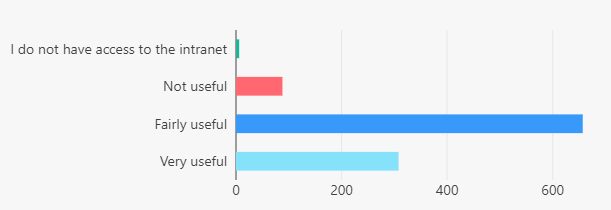 I do not have access to the intranet
Not useful
Fairly useful
Very useful
0 200 400 600